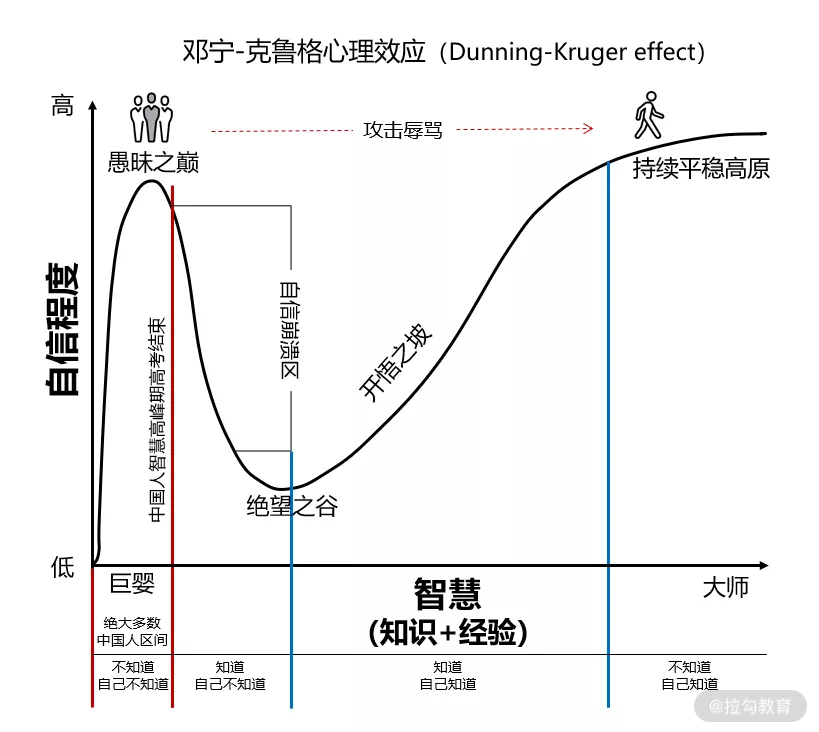 邓宁-克鲁格心理效应（Dunning-Kruger effect）
高
攻击辱骂
愚昧之巅
持续平稳高原
自信程度
自信崩溃区
中国人智慧高峰期高考结束
开悟之坡
绝望之谷
低
巨婴
智慧
（知识+经验）
大师
绝大多数
中国人区间
不知道
自己不知道
知道
自己不知道
知道
自己知道
不知道
自己知道
@拉勾教育